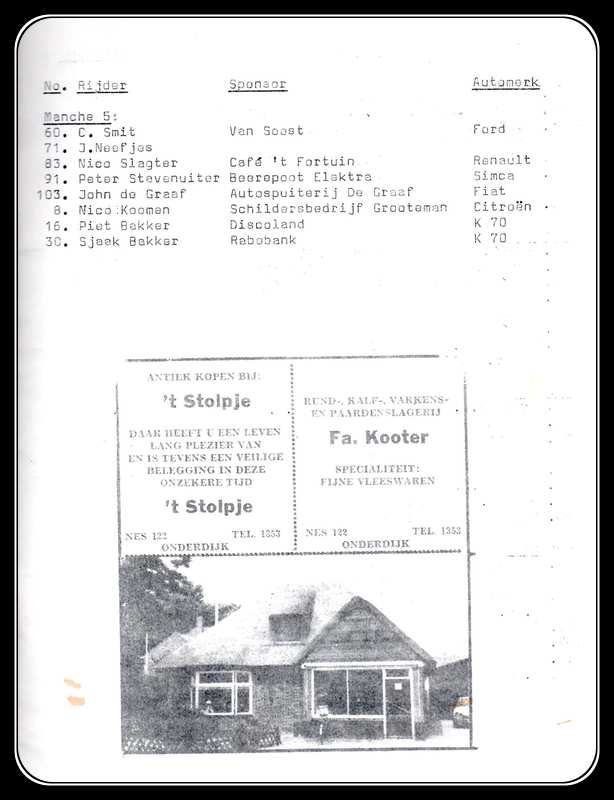 No. Rijder Sponsor Automerk
Manche 5:
60. C. Smit Van Soest Ford
71. J.Neefjes
83. Nico Slagter Café 't Fortuin Renault
91. Peter Stevenuiter Beerepoot Elektra Simca
103. John de Graaf Autospuiterij De Graaf Fiat
8. Nico Koomen Schildersbedrijf Grooteman Citroën
16. Piet Bakker Discoland K 70
30. Sjaak Bakker Rabobank K 70
ANTIEK KOPEN BIJ:
't Stolpje
DAAR HEEFT U EEN LEVEN
LANG PLEZIER VAN
EN IS TEVENS EEN VEILIGE
BELEGGING IN DEZE
ONZEKERE TIJD
't Stolpje
NES 122 TEL. 1353
ONDERDIJK
RUND-, KALF-, VARKENS-
EN PAARDENSLAGERIJ
Fa. Kooter
SPECIALITEIT:
FIJNE VLEESWAREN
NES 122 TEL. 1353
ONDERDIJK